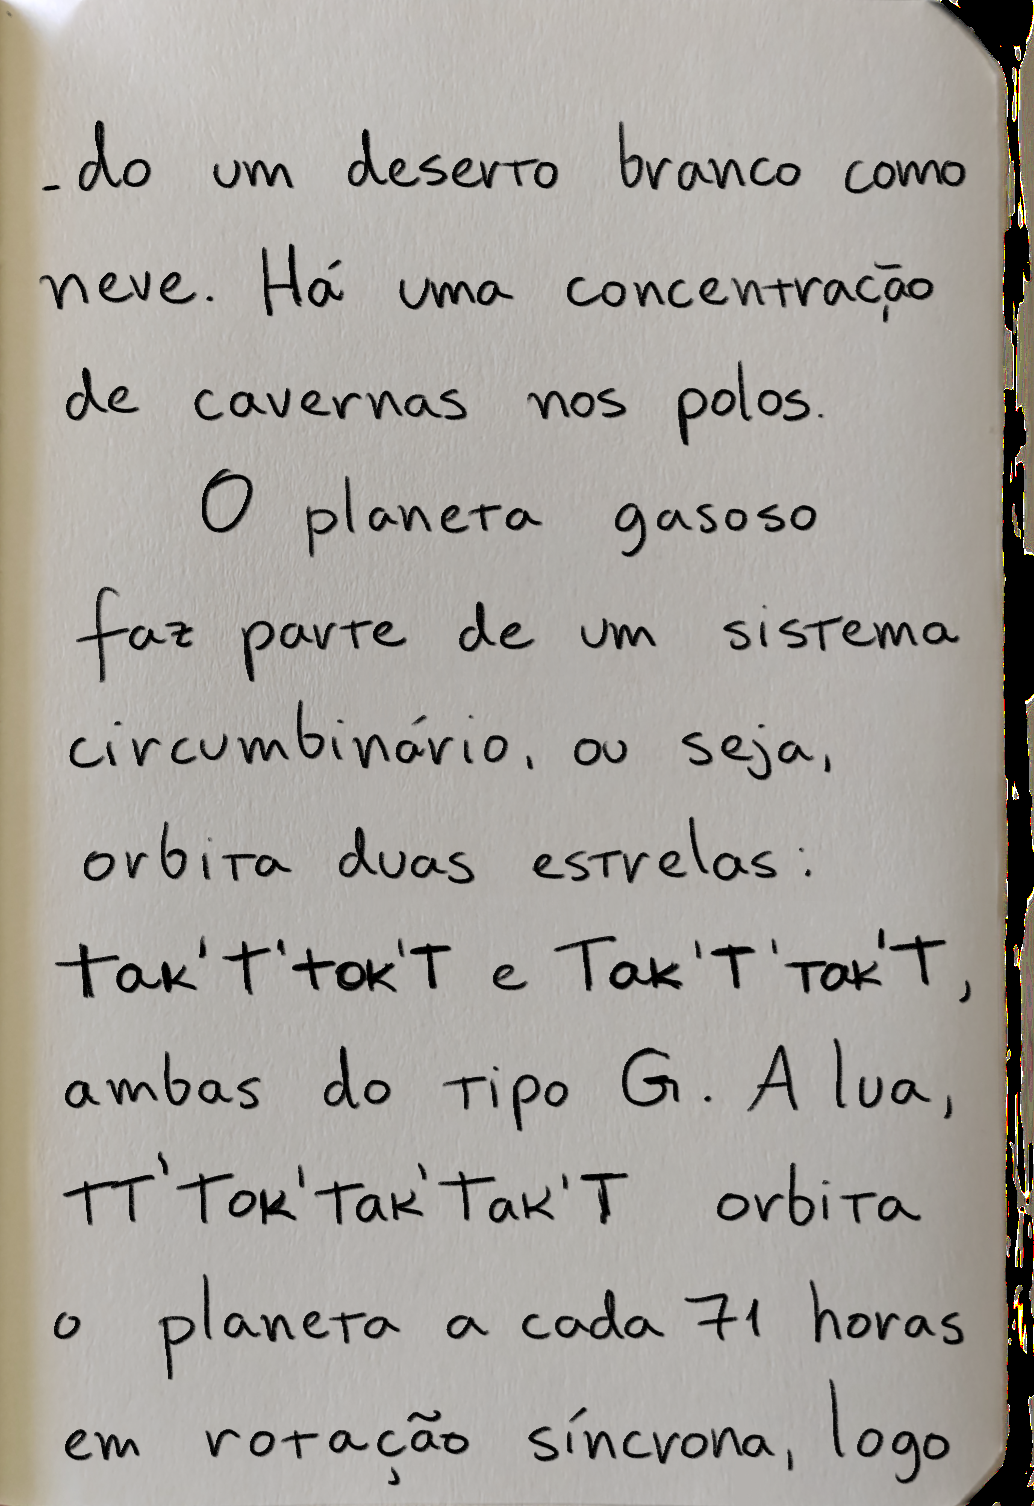 -do um deserto branco como
neve. Há uma concentração
de cavernas nos polos.
O planeta gasoso
faz parte de um sistema
circumbinário, ou seja,
orbita duas estrelas:
Tak'T'tok'T e Tak'T'Tak'T,
ambas do tipo G. A lua,
TT'Tok'Tak'Tak'T orbita
o planeta a cada 71 horas
em rotação síncrona, logo